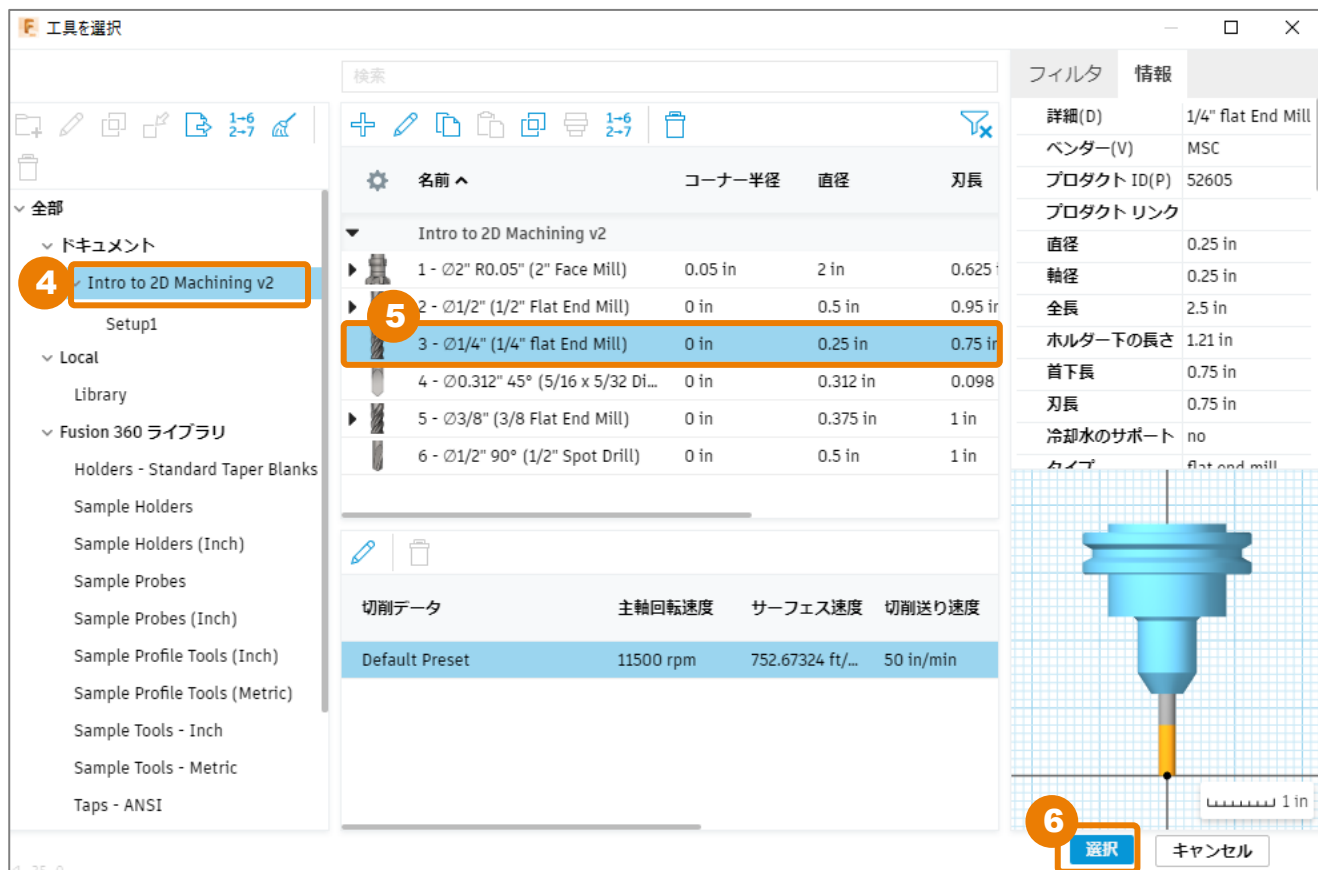 工具を選択
検索
フィルタ 情報
1→6
2→7
1→6
2→7
名前 コーナー半径 直径 刃長
全部
ドキュメント
4
Intro to 2D Machining v2
Setup1
Local
Library
Fusion 360 ライブラリ
Holders - Standard Taper Blanks
Sample Holders
Sample Holders (Inch)
Sample Probes
Sample Probes (Inch)
Sample Profile Tools (Inch)
Sample Profile Tools (Metric)
Sample Tools - Inch
Sample Tools - Metric
Taps - ANSI
Intro to 2D Machining v2
1 - ∅2" R0.05" (2" Face Mill) 0.05 in 2 in 0.625
2 - ∅1/2" (1/2" Flat End Mill) 0 in 0.5 in 0.95 in
5
3 - ∅1/4" (1/4" flat End Mill) 0 in 0.25 in 0.75 in
4 - ∅0.312" 45° (5/16 x 5/32 Di... 0 in 0.312 in 0.098
5 - ∅3/8" (3/8 Flat End Mill) 0 in 0.375 in 1 in
6 - ∅1/2" 90° (1/2" Spot Drill) 0 in 0.5 in 1 in
切削データ 主軸回転速度 サーフェス速度 切削送り速度
Default Preset 11500 rpm 752.67324 ft/... 50 in/min
詳細(D) 1/4" flat End Mill
ベンダー(V) MSC
プロダクト ID(P) 52605
プロダクト リンク
直径 0.25 in
軸径 0.25 in
全長 2.5 in
ホルダー下の長さ 1.21 in
首下長 0.75 in
刃長 0.75 in
冷却水のサポート no
タイプ flat end mill
1 in
6
選択 キャンセル